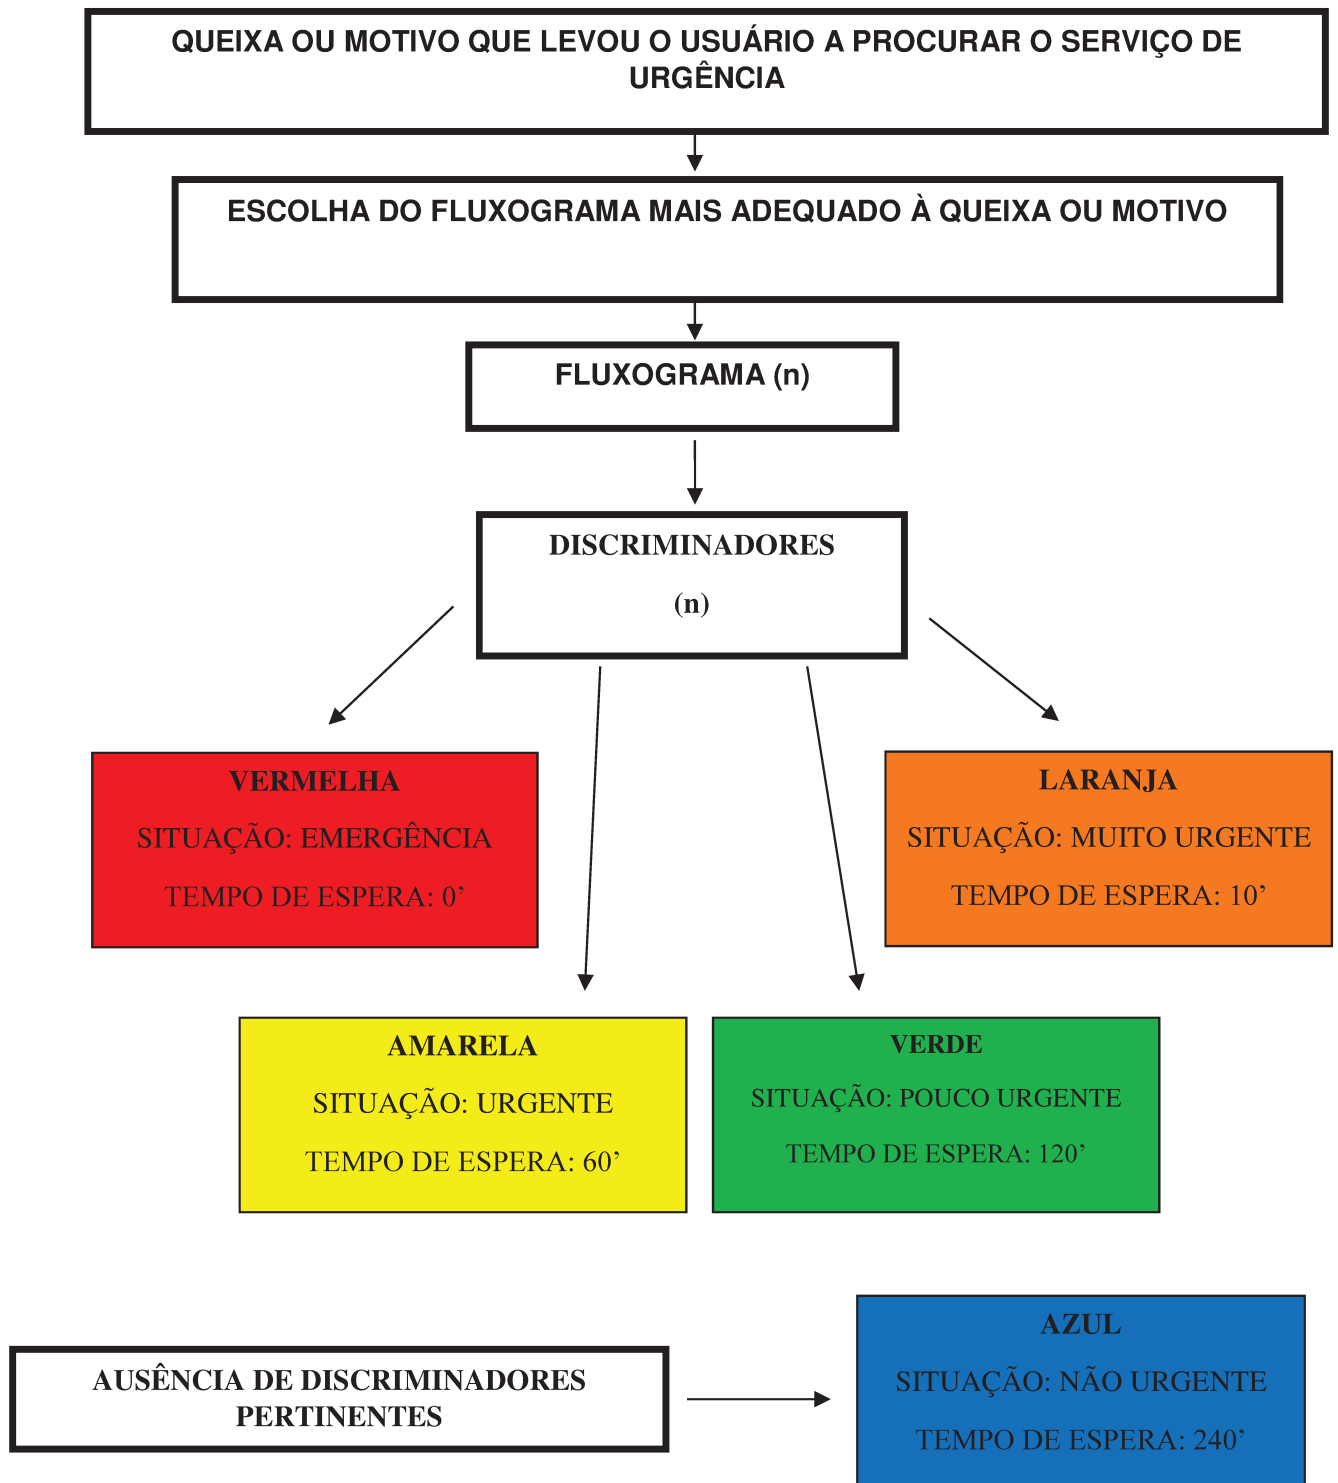 QUEIXA OU MOTIVO QUE LEVOU O USUÁRIO A PROCURAR O SERVIÇO DE
URGÊNCIA
ESCOLHA DO FLUXOGRAMA MAIS ADEQUADO À QUEIXA OU MOTIVO
FLUXOGRAMA (n)
DISCRIMINADORES
(n)
VERMELHA
SITUAÇÃO: EMERGÊNCIA
TEMPO DE ESPERA: 0’
LARANJA
SITUAÇÃO: MUITO URGENTE
TEMPO DE ESPERA: 10’
AMARELA
SITUAÇÃO: URGENTE
TEMPO DE ESPERA: 60’
VERDE
SITUAÇÃO: POUCO URGENTE
TEMPO DE ESPERA: 120’
AUSÊNCIA DE DISCRIMINADORES
PERTINENTES
AZUL
SITUAÇÃO: NÃO URGENTE
TEMPO DE ESPERA: 240’